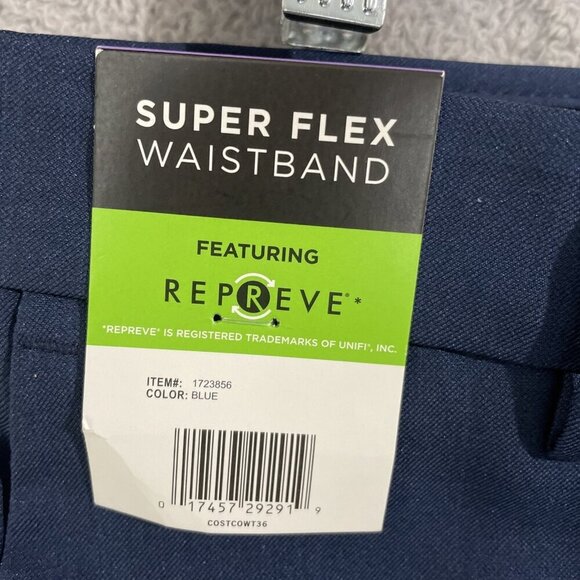 SUPER FLEX
WAISTBAND
FEATURING
REPREVE®*
*REPREVE® IS REGISTERED TRADEMARKS OF UNIFI®, INC.
ITEM#: 1723856
COLOR: BLUE
0 17457 29291 9
COSTCOWT36